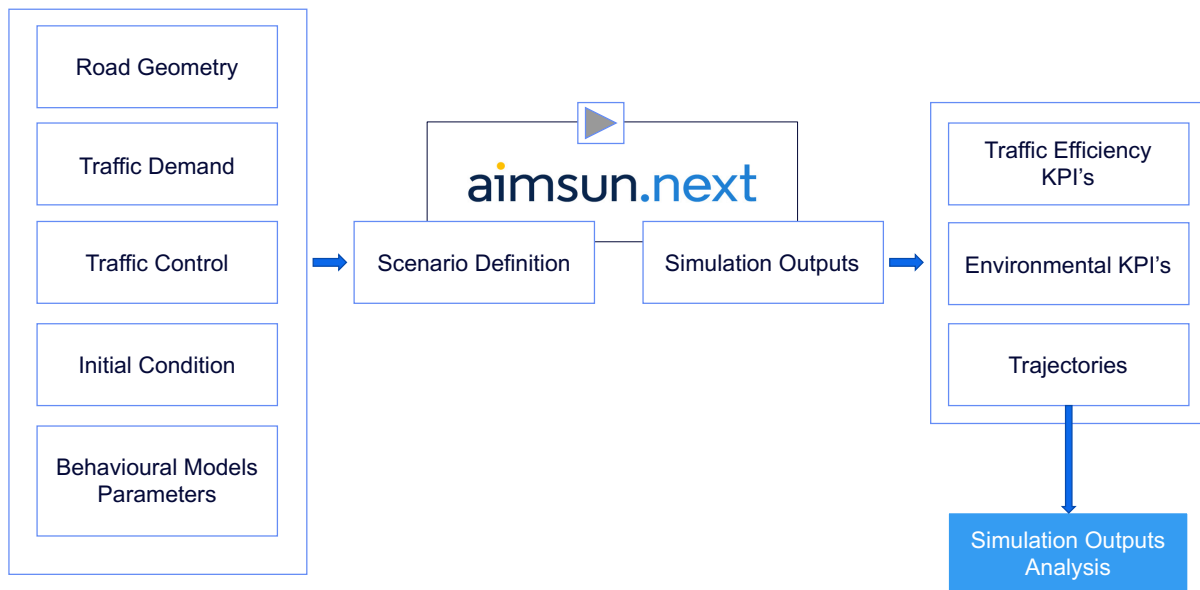 Road Geometry
Traffic Demand
Traffic Control
Initial Condition
Behavioural Models
Parameters
aimsun.next
Scenario Definition
Simulation Outputs
Traffic Efficiency
KPI's
Environmental KPI's
Trajectories
Simulation Outputs
Analysis